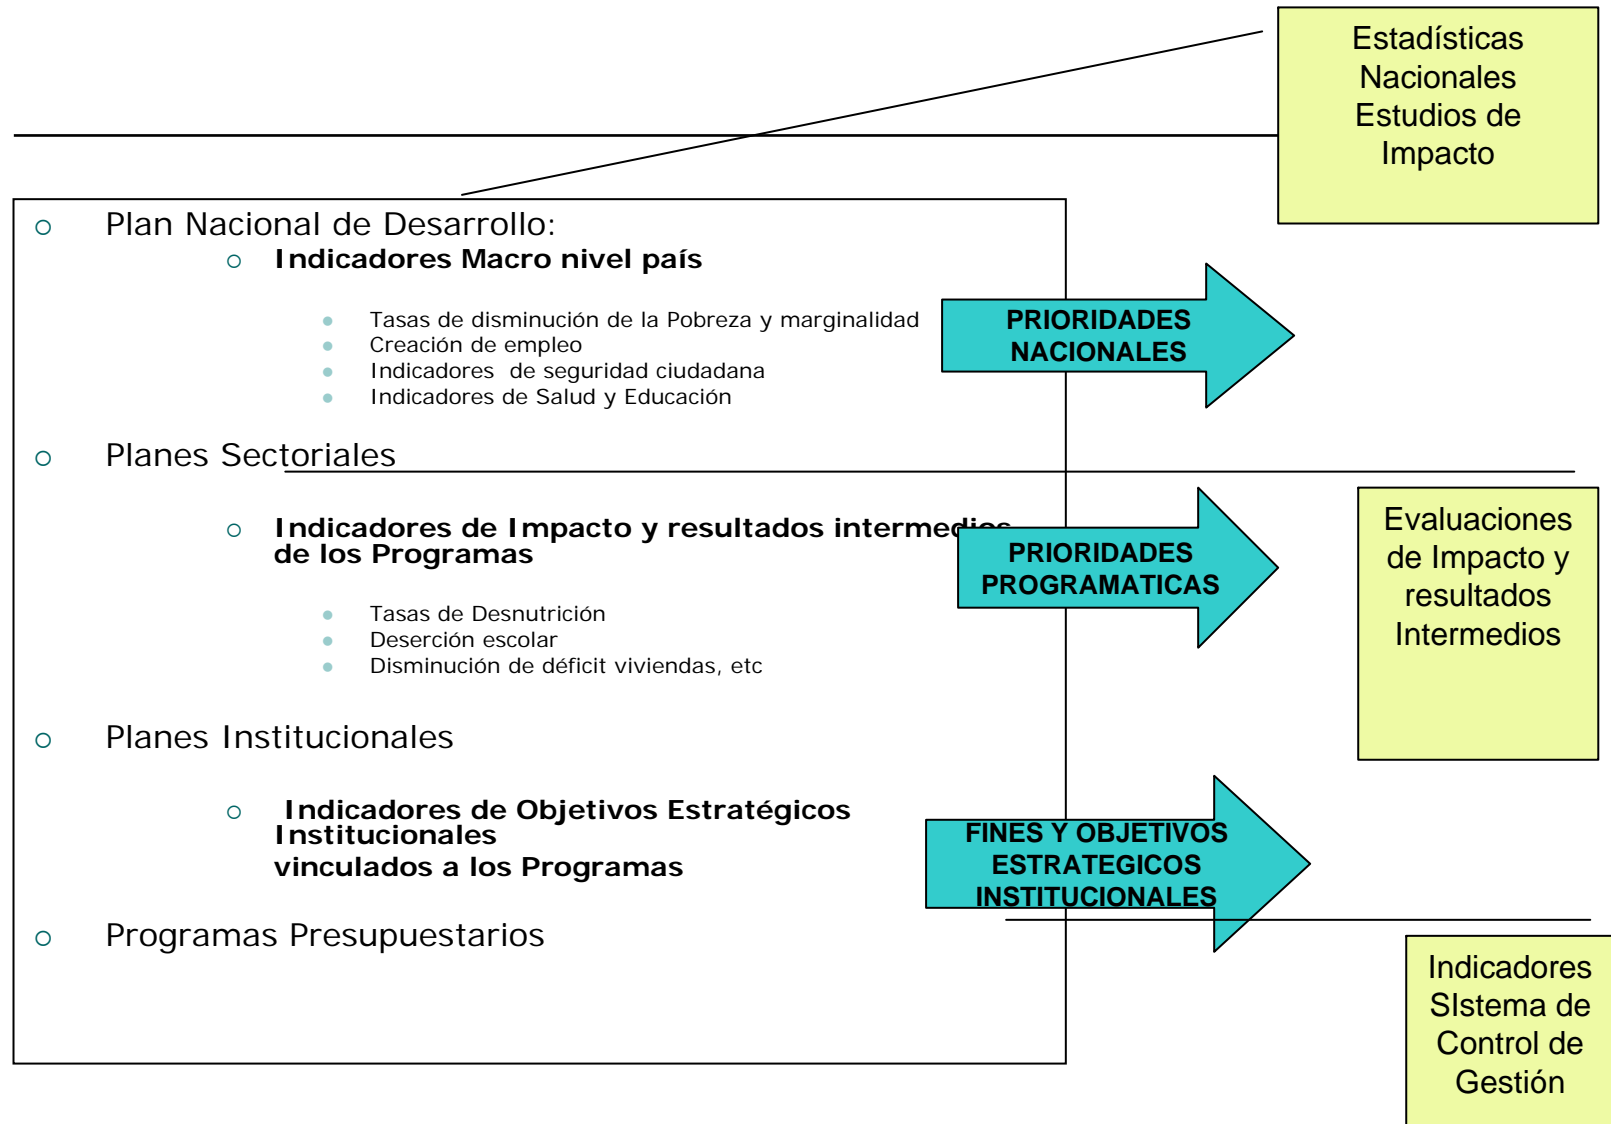 Estadísticas
Nacionales
Estudios de
Impacto
Plan Nacional de Desarrollo:
Indicadores Macro nivel país
Tasas de disminución de la Pobreza y marginalidad
Creación de empleo
Indicadores de seguridad ciudadana
Indicadores de Salud y Educación
PRIORIDADES
NACIONALES
Planes Sectoriales
Indicadores de Impacto y resultados intermedios
de los Programas
Tasas de Desnutrición
Deserción escolar
Disminución de déficit viviendas, etc
PRIORIDADES
PROGRAMATICAS
Evaluaciones
de Impacto y
resultados
Intermedios
Planes Institucionales
Indicadores de Objetivos Estratégicos
Institucionales
vinculados a los Programas
FINES Y OBJETIVOS
ESTRATEGICOS
INSTITUCIONALES
Programas Presupuestarios
Indicadores
SIstema de
Control de
Gestión